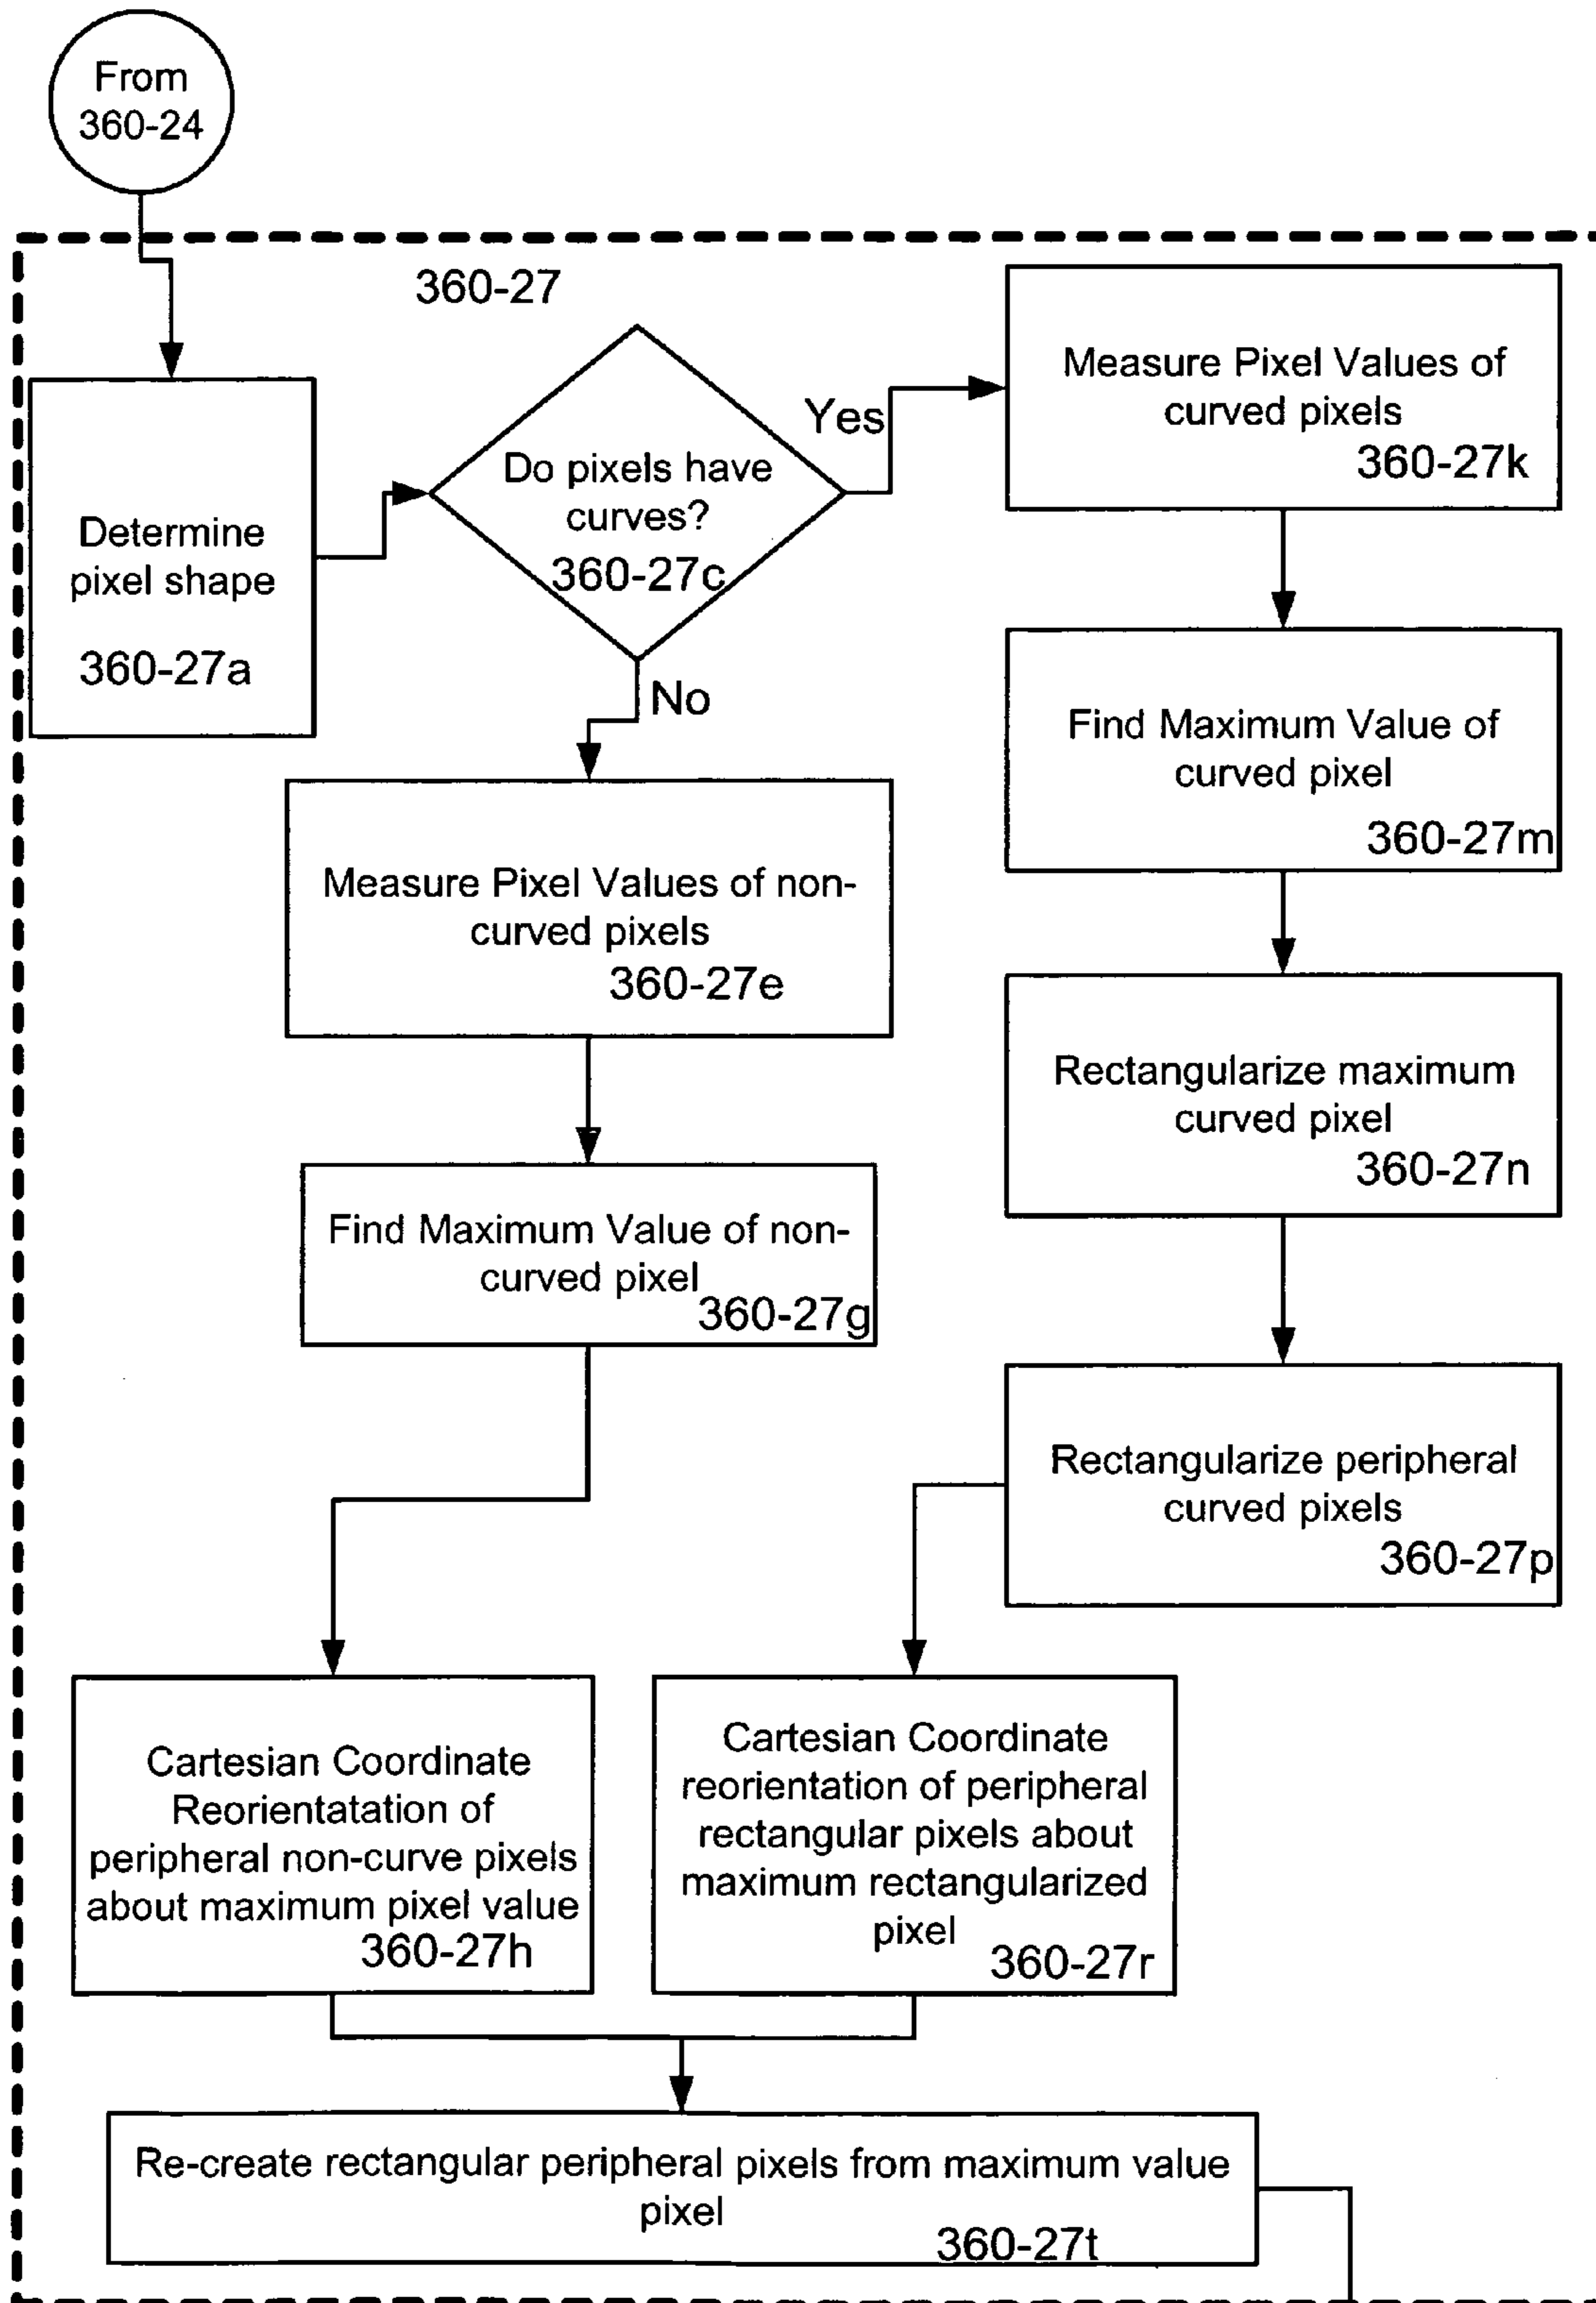 From
360-24
360-27
Determine
pixel shape
360-27a
Do pixels have
curves?
360-27c
Yes
No
Measure Pixel Values of
curved pixels
360-27k
Find Maximum Value of
curved pixel
360-27m
Rectangularize maximum
curved pixel
360-27n
Rectangularize peripheral
curved pixels
360-27p
Measure Pixel Values of non-
curved pixels
360-27e
Find Maximum Value of non-
curved pixel
360-27g
Cartesian Coordinate
Reorientatation of
peripheral non-curve pixels
about maximum pixel value
360-27h
Cartesian Coordinate
reorientation of peripheral
rectangular pixels about
maximum rectangularized
pixel
360-27r
Re-create rectangular peripheral pixels from maximum value
pixel
360-27t